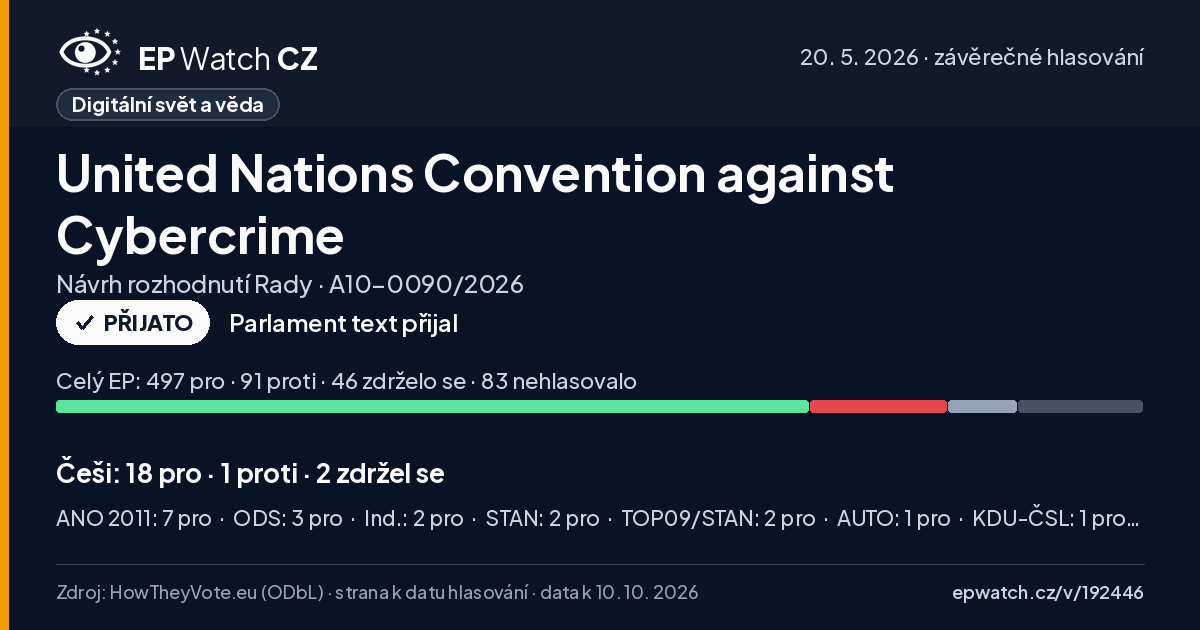 EP Watch CZ
20. 5. 2026 · závěrečné hlasování
Digitální svět a věda
United Nations Convention against
Cybercrime
Návrh rozhodnutí Rady · A10-0090/2026
✓ PŘIJATO
Parlament text přijal
Celý EP: 497 pro · 91 proti · 46 zdrželo se · 83 nehlasovalo
Češi: 18 pro · 1 proti · 2 zdržel se
ANO 2011: 7 pro · ODS: 3 pro · Ind.: 2 pro · STAN: 2 pro · TOP09/STAN: 2 pro · AUTO: 1 pro · KDU-ČSL: 1 pro…
Zdroj: HowTheyVote.eu (ODbL) · strana k datu hlasování · data k 10. 10. 2026
epwatch.cz/v/192446